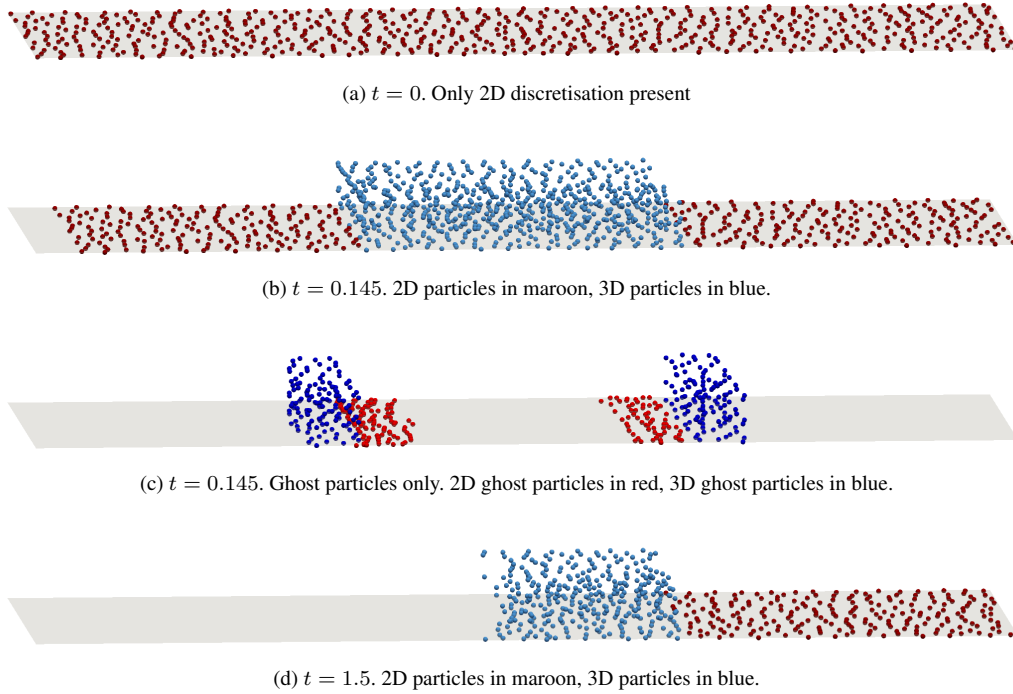 (a) t = 0. Only 2D discretisation present
(b) t = 0.145. 2D particles in maroon, 3D particles in blue.
(c) t = 0.145. Ghost particles only. 2D ghost particles in red, 3D ghost particles in blue.
(d) t = 1.5. 2D particles in maroon, 3D particles in blue.